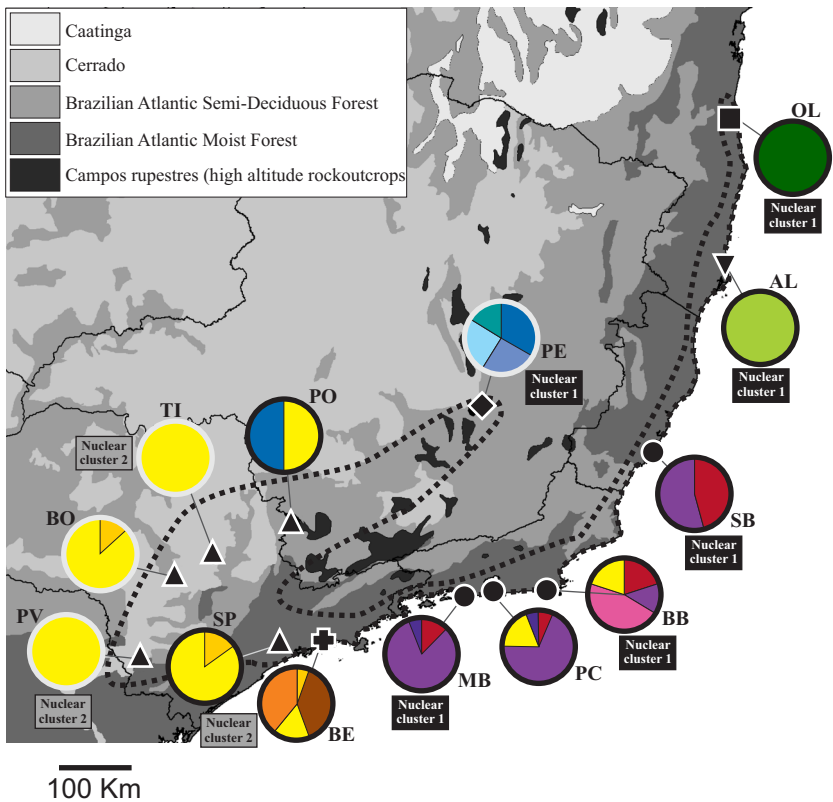 Caatinga
Cerrado
Brazilian Atlantic Semi-Deciduous Forest
Brazilian Atlantic Moist Forest
Campos rupestres (high altitude rockoutcrops
OL
Nuclear
cluster 1
AL
Nuclear
cluster 1
PE
Nuclear
cluster 1
TI
PO
Nuclear
cluster 2
BO
SB
Nuclear
cluster 1
PV
SP
BB
Nuclear
cluster 1
MB
PC
Nuclear
cluster 2
Nuclear
cluster 1
Nuclear
cluster 2
BE
100 Km